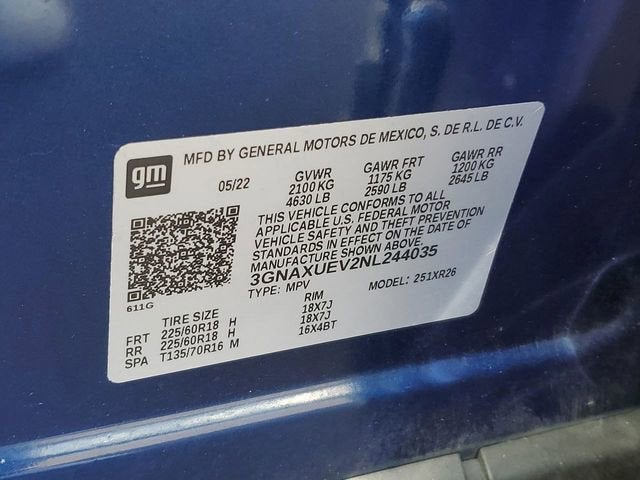 gm
MFD BY GENERAL MOTORS DE MEXICO, S. DE R.L. DE C.V.
05/22 GVWR GAWR FRT GAWR RR
2100 KG 1175 KG 1200 KG
4630 LB 2590 LB 2645 LB
THIS VEHICLE CONFORMS TO ALL
APPLICABLE U.S. FEDERAL MOTOR
VEHICLE SAFETY AND THEFT PREVENTION
STANDARDS IN EFFECT ON THE DATE OF
MANUFACTURE SHOWN ABOVE.
3GNAXUEV2NL244035
TYPE: MPV MODEL: 251XR26
611G
TIRE SIZE RIM
FRT 225/60R18 H 18X7J
RR 225/60R18 H 18X7J
SPA T135/70R16 M 16X4BT